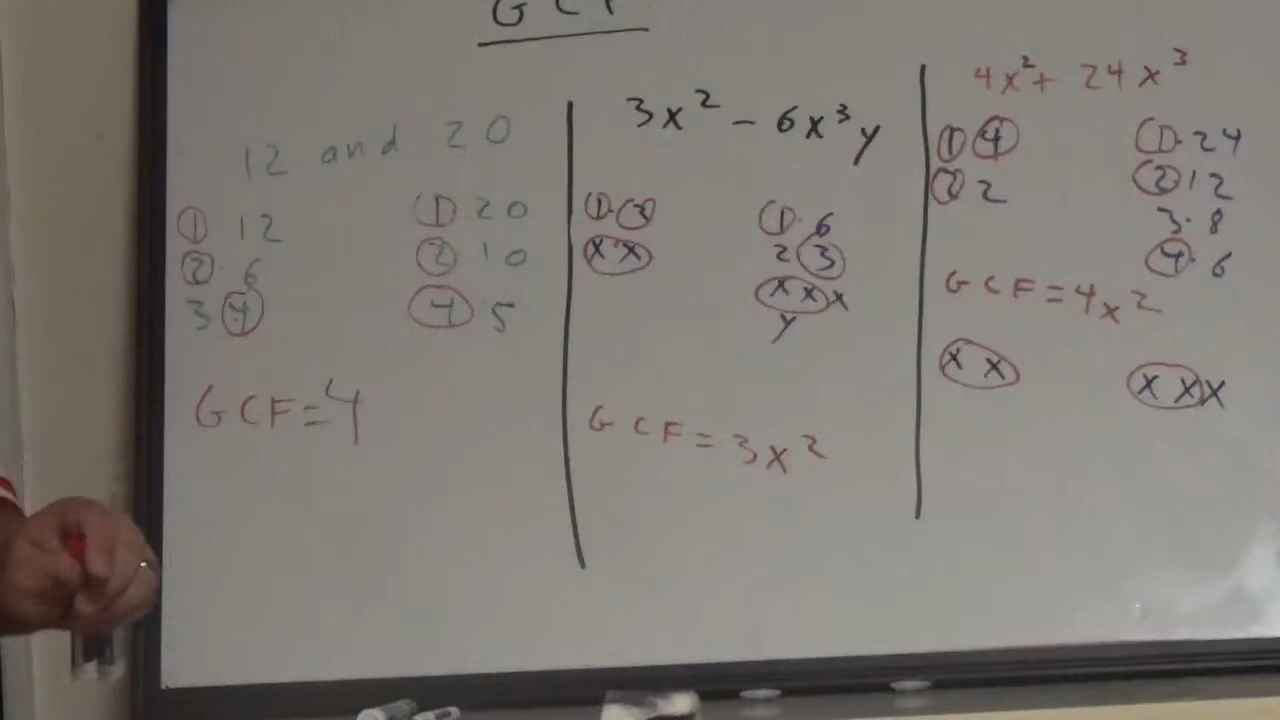 GCF
12 and 20
1 12
2 6
3 4
1 20
2 10
4 5
GCF=4
3x² - 6x³y
1·3
x x
1·6
2 3
x x x
y
GCF=3x²
4x² + 24x³
1 4
2 2
1·24
2·12
3·8
4·6
GCF=4x²
x x
x x x